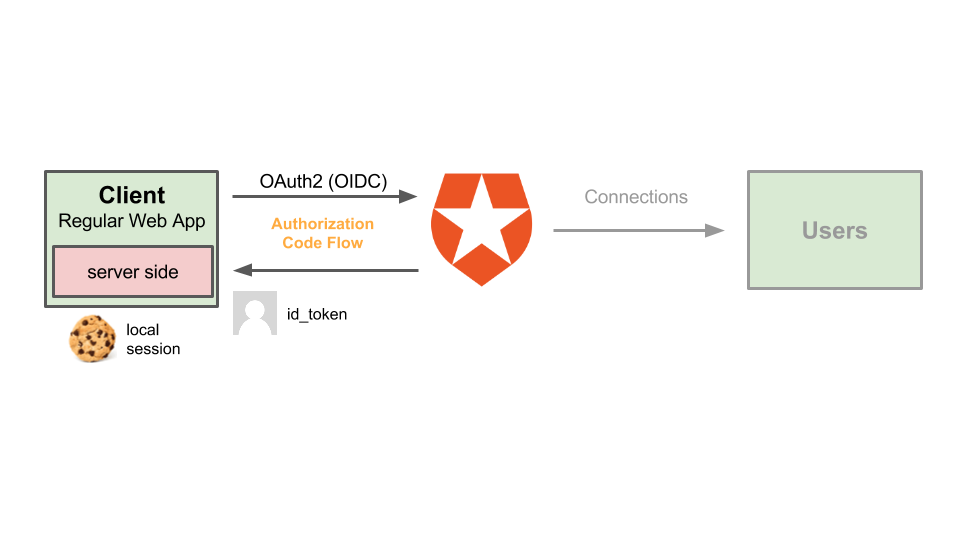 Client
Regular Web App
server side
local
session
OAuth2 (OIDC)
Authorization
Code Flow
id_token
Connections
Users